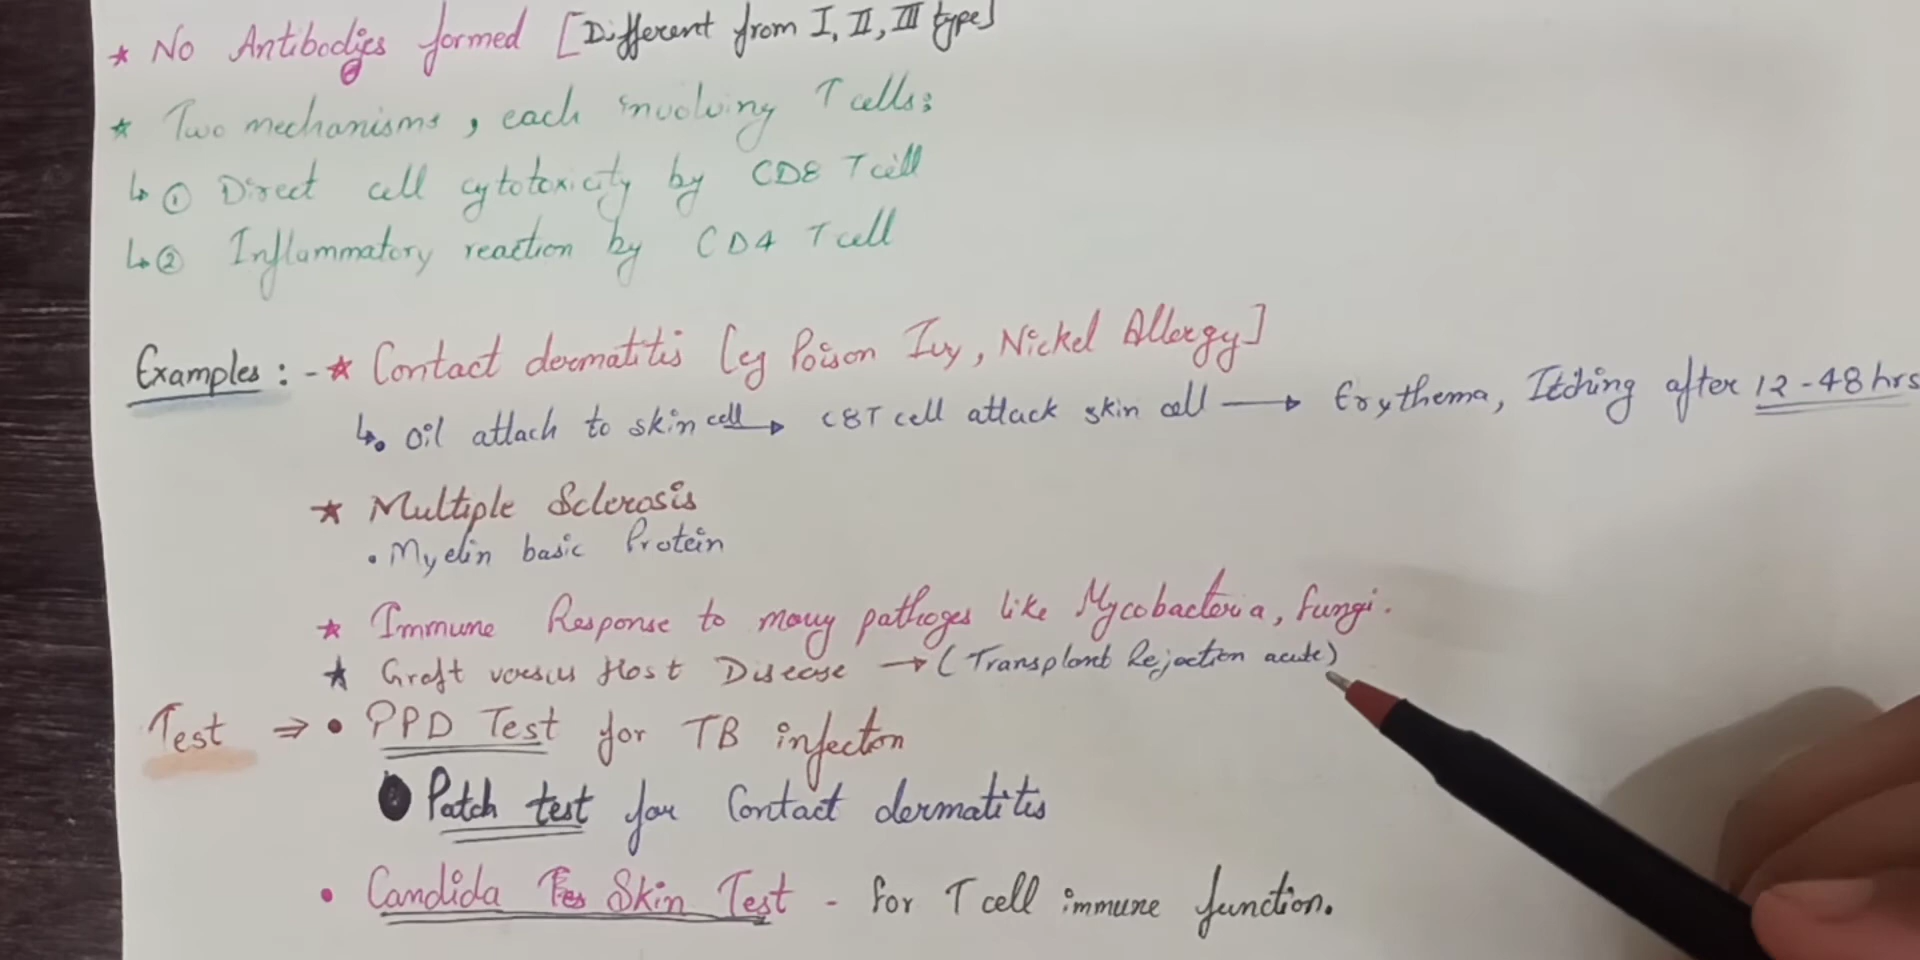 ★ No Antibodies formed [Different from I, II, III type]
★ Two mechanisms, each involving T cells:
↳ ① Direct cell cytotoxicity by CD8 T cell
↳ ② Inflammatory reaction by CD4 T cell
Examples :- ★ Contact dermatitis [eg Poison Ivy, Nickel Allergy]
↳. Oil attach to skin cell → C8T cell attack skin cell → Erythema, Itching after 12-48 hrs
★ Multiple Sclerosis
• Myelin basic Protein
★ Immune Response to many pathoges like Mycobacteria, fungi.
★ Graft versus Host Disease → (Transplant Rejection acute)
Test ⇒ • PPD Test for TB infecton
• Patch test for Contact dermatitis
• Candida Tes Skin Test - for T cell immune function.